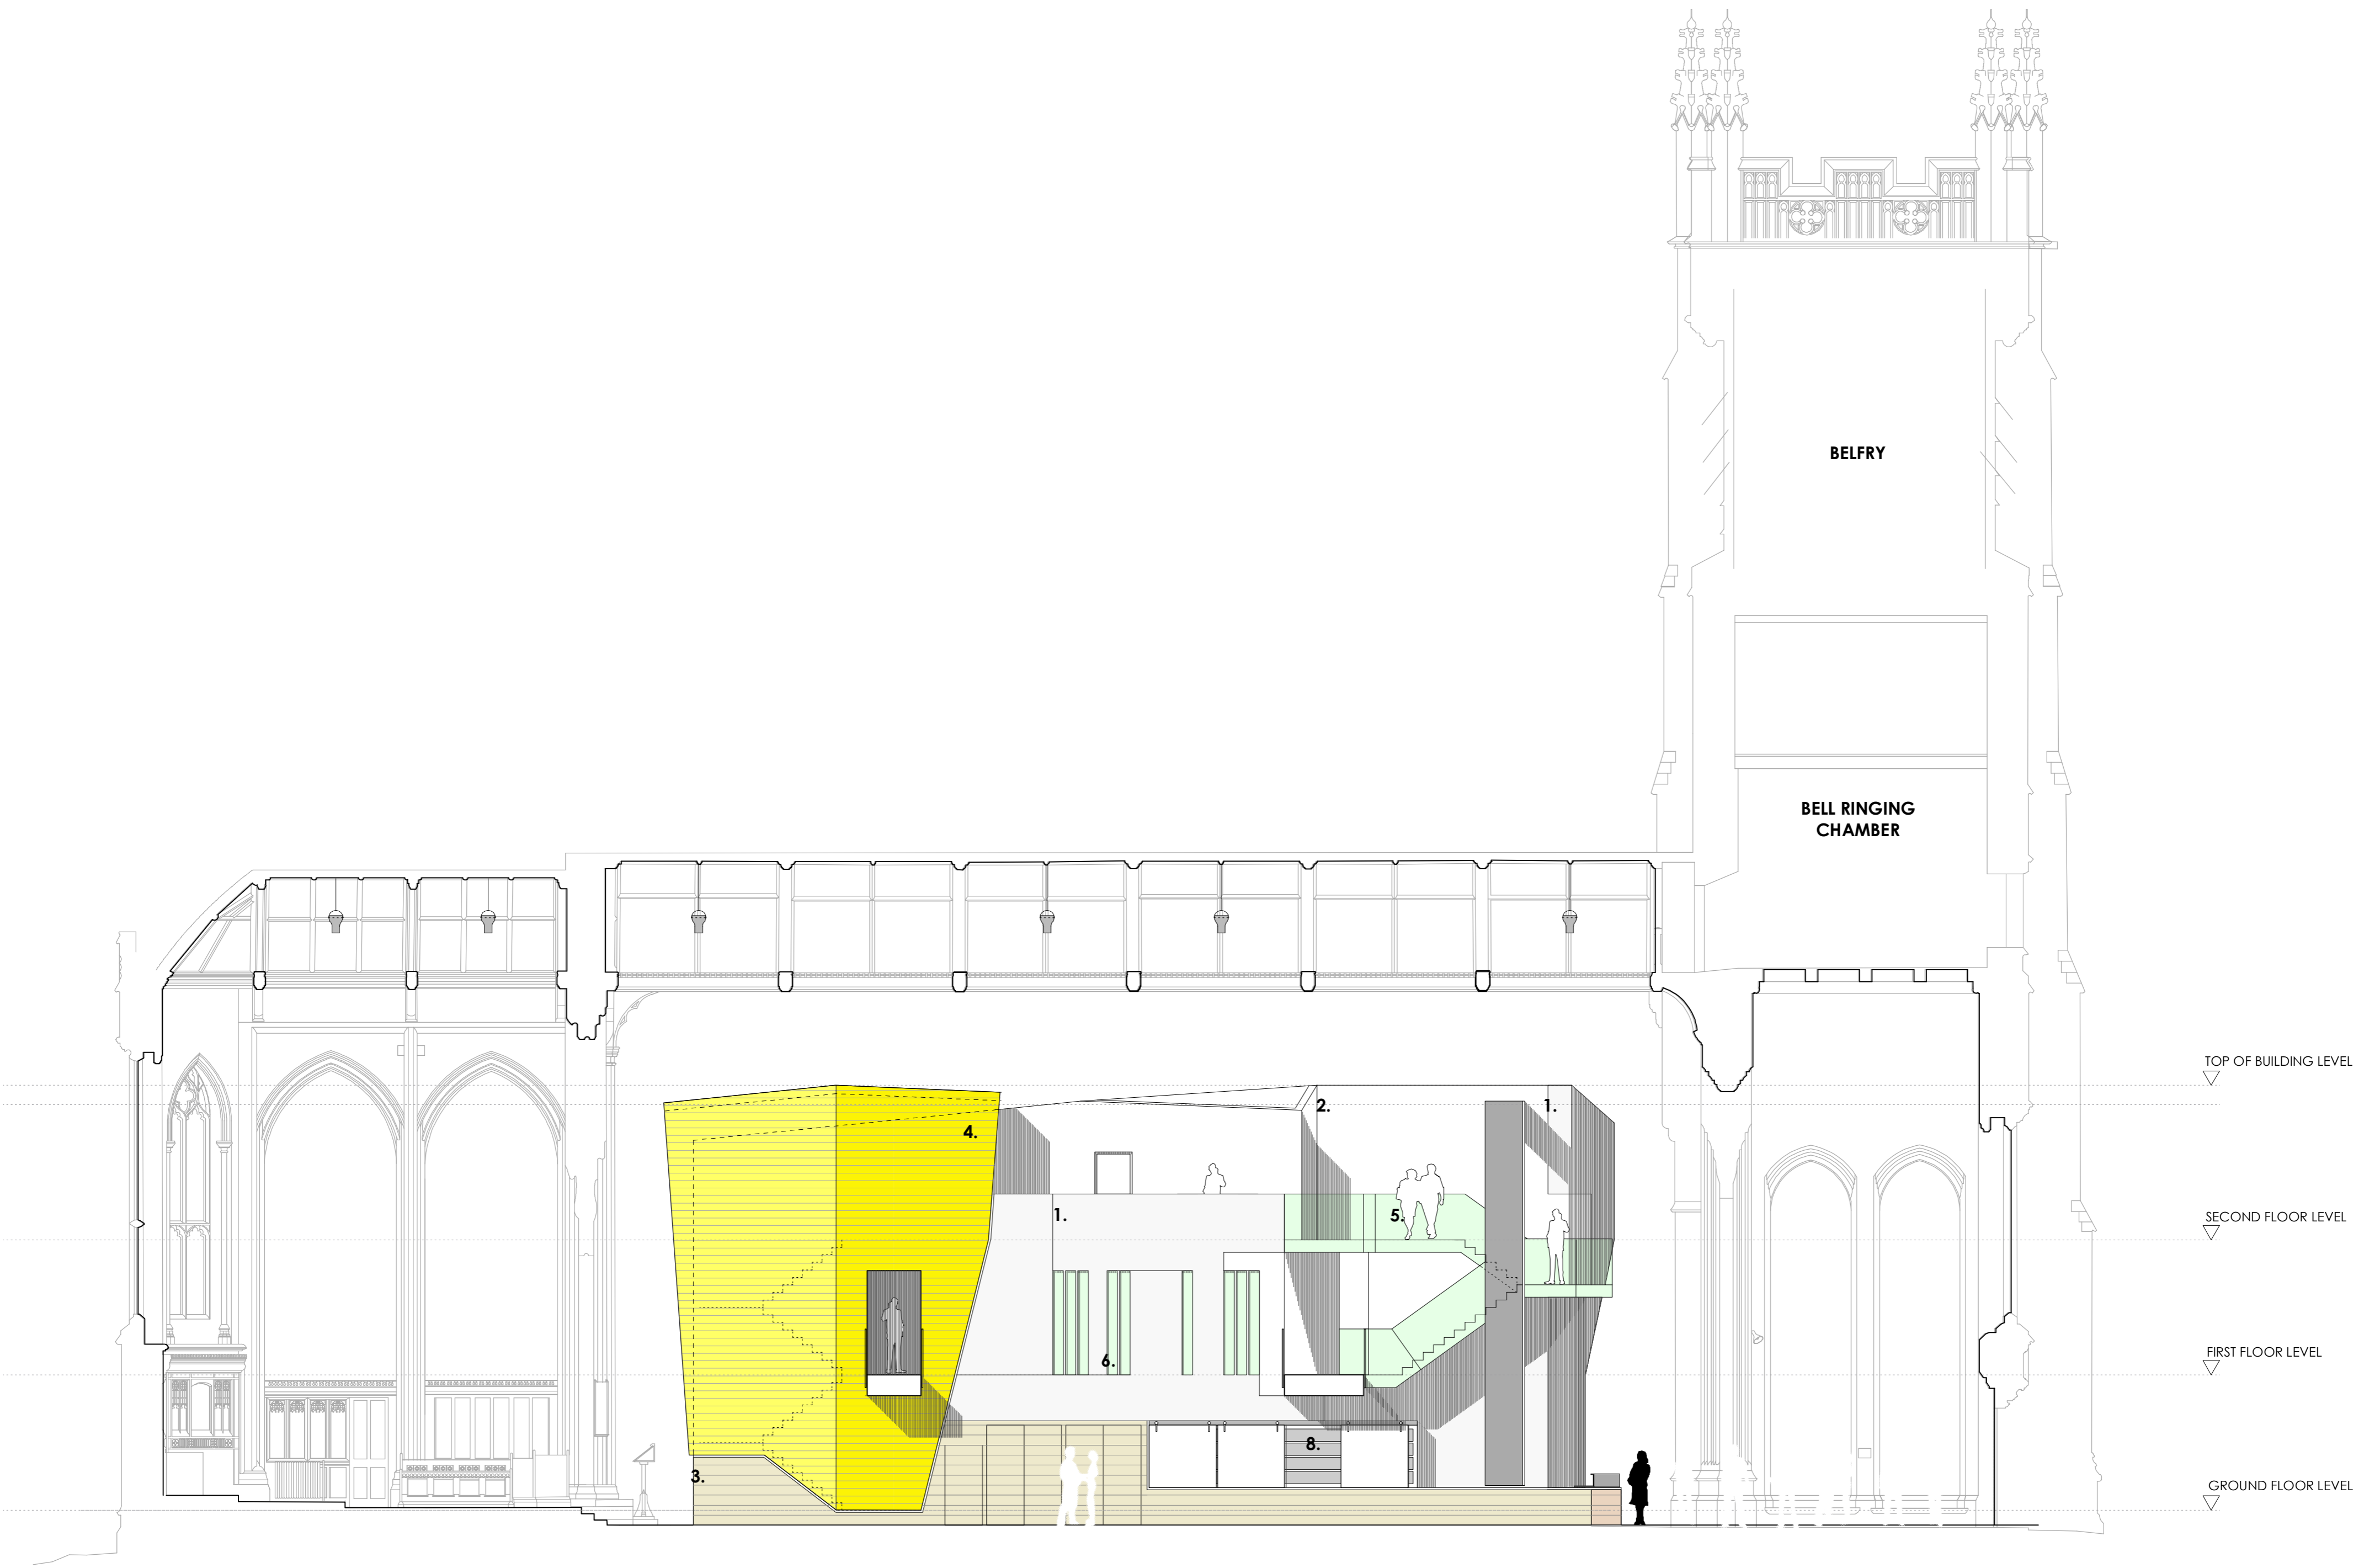 BELFRY
BELL RINGING
CHAMBER
TOP OF BUILDING LEVEL
2.
1.
4.
1.
5.
SECOND FLOOR LEVEL
FIRST FLOOR LEVEL
6.
8.
3.
GROUND FLOOR LEVEL